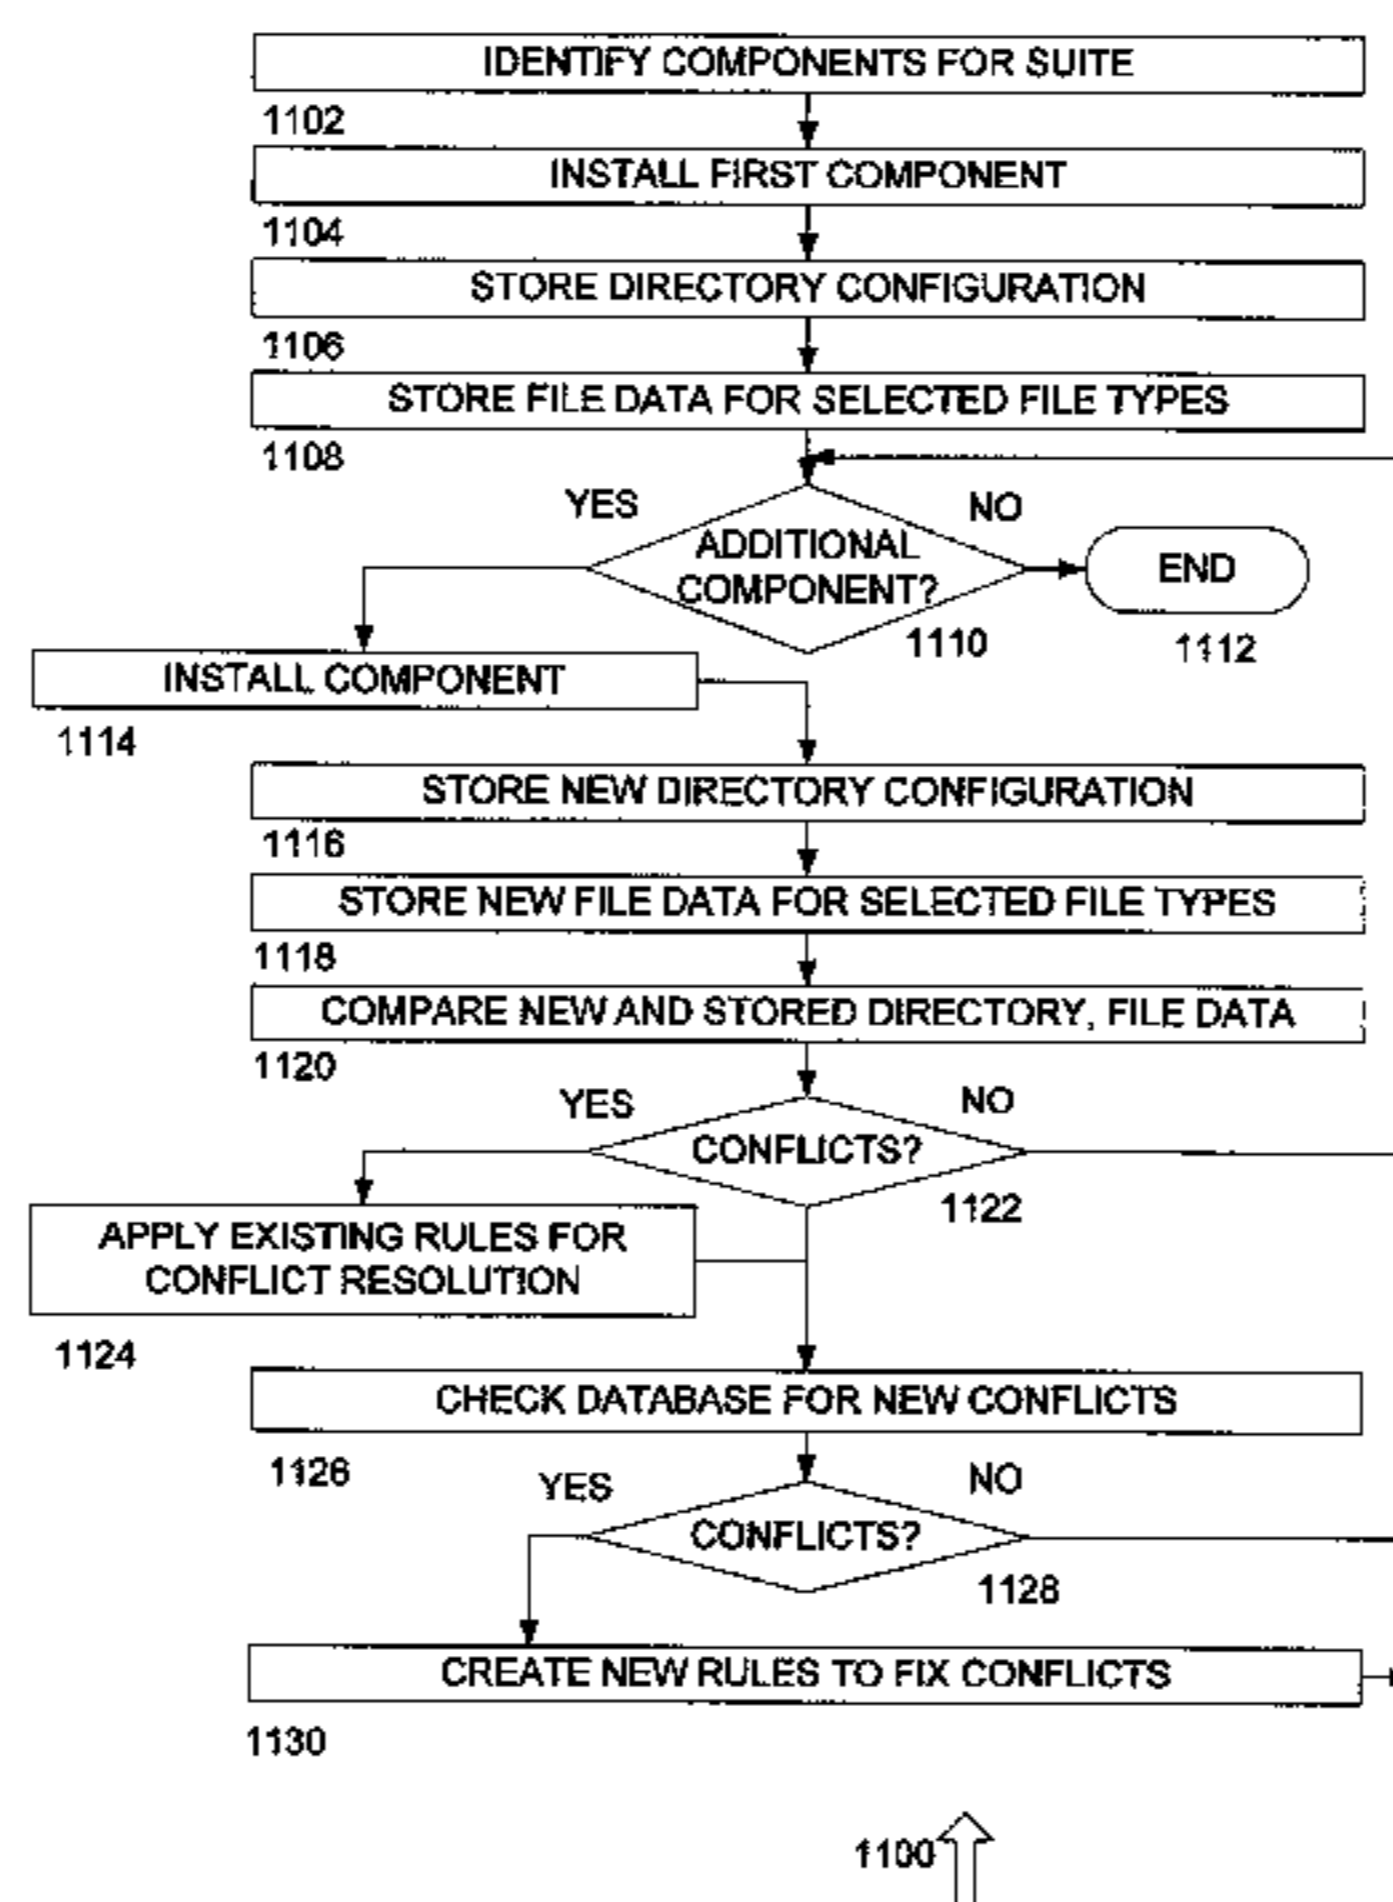 IDENTIFY COMPONENTS FOR SUITE
1102
INSTALL FIRST COMPONENT
1104
STORE DIRECTORY CONFIGURATION
1106
STORE FILE DATA FOR SELECTED FILE TYPES
1108
YES
NO
ADDITIONAL
COMPONENT?
END
1110
1112
INSTALL COMPONENT
1114
STORE NEW DIRECTORY CONFIGURATION
1116
STORE NEW FILE DATA FOR SELECTED FILE TYPES
1118
COMPARE NEW AND STORED DIRECTORY, FILE DATA
1120
YES
NO
CONFLICTS?
1122
APPLY EXISTING RULES FOR
CONFLICT RESOLUTION
1124
CHECK DATABASE FOR NEW CONFLICTS
1126
YES
NO
CONFLICTS?
1128
CREATE NEW RULES TO FIX CONFLICTS
1130
1100